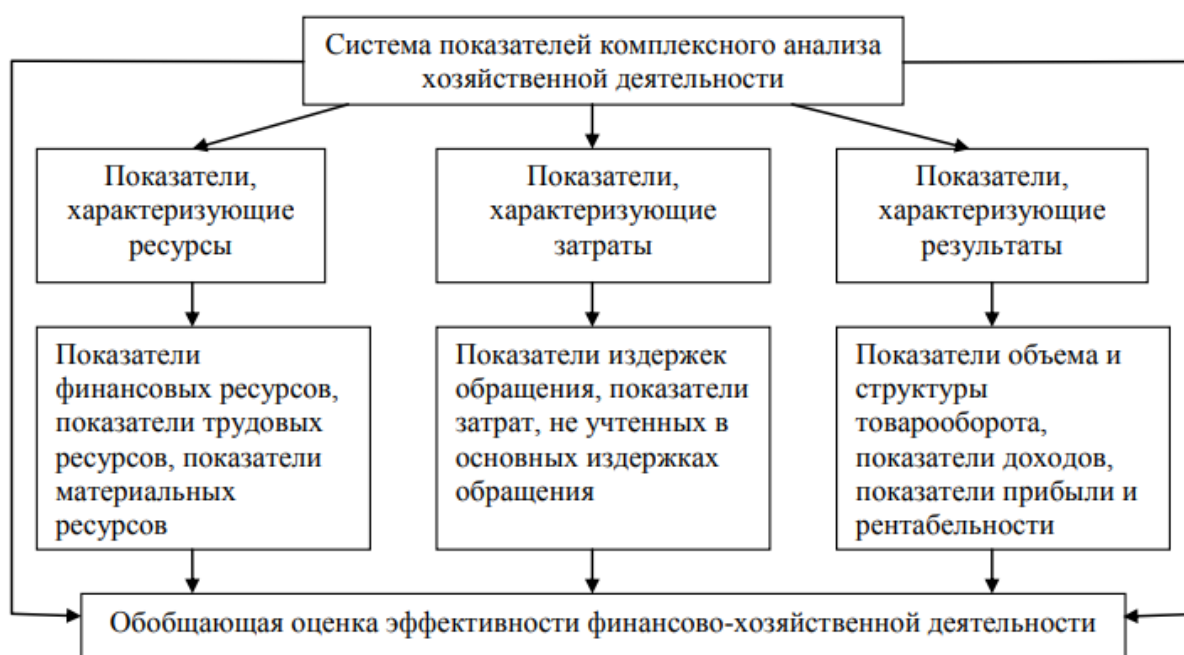 Система показателей комплексного анализа
хозяйственной деятельности
Показатели,
характеризующие
ресурсы
Показатели,
характеризующие
затраты
Показатели,
характеризующие
результаты
Показатели
финансовых ресурсов,
показатели трудовых
ресурсов, показатели
материальных
ресурсов
Показатели издержек
обращения, показатели
затрат, не учтенных в
основных издержках
обращения
Показатели объема и
структуры
товарооборота,
показатели доходов,
показатели прибыли и
рентабельности
Обобщающая оценка эффективности финансово-хозяйственной деятельности